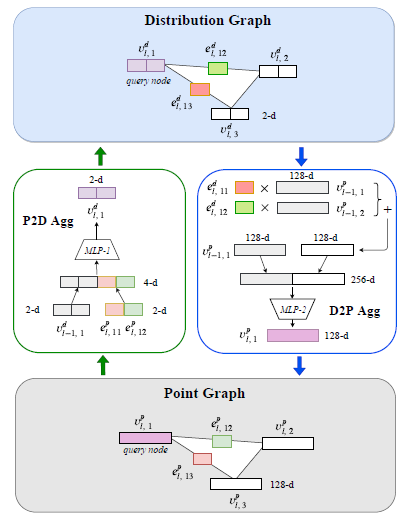 Distribution Graph
v^d_{l, 1} e^d_{l, 12} v^d_{l, 2}
query node
e^d_{l, 13}
2-d
v^d_{l, 3}
2-d
v^d_{l, 1}
P2D Agg
MLP-1
4-d
2-d 2-d
v^d_{l-1, 1} e^p_{l, 11} e^p_{l, 12}
128-d
e^d_{l, 11} × v^p_{l-1, 1}
e^d_{l, 12} × v^p_{l-1, 2}
+
128-d 128-d
v^p_{l-1, 1}
256-d
MLP-2 D2P Agg
v^p_{l, 1} 128-d
Point Graph
v^p_{l, 1} e^p_{l, 12} v^p_{l, 2}
query node
e^p_{l, 13}
128-d
v^p_{l, 3}